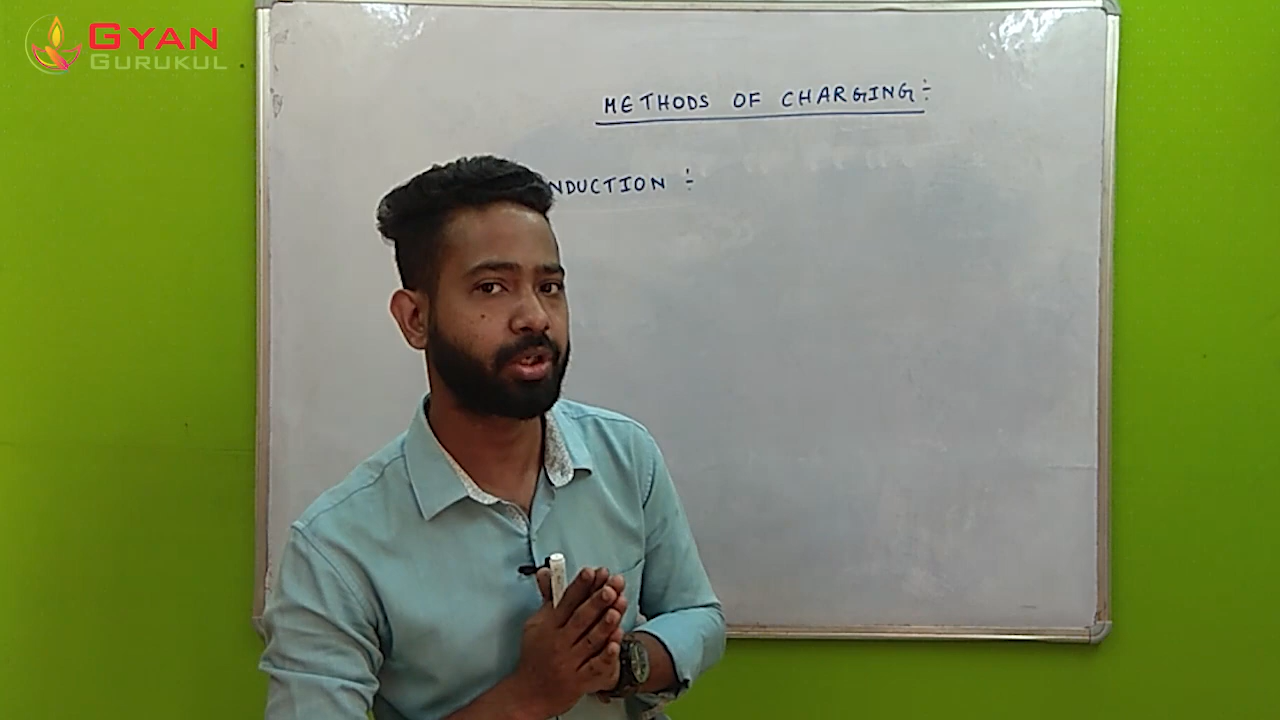 GYAN
GURUKUL
METHODS OF CHARGING:-
NDUCTION :-